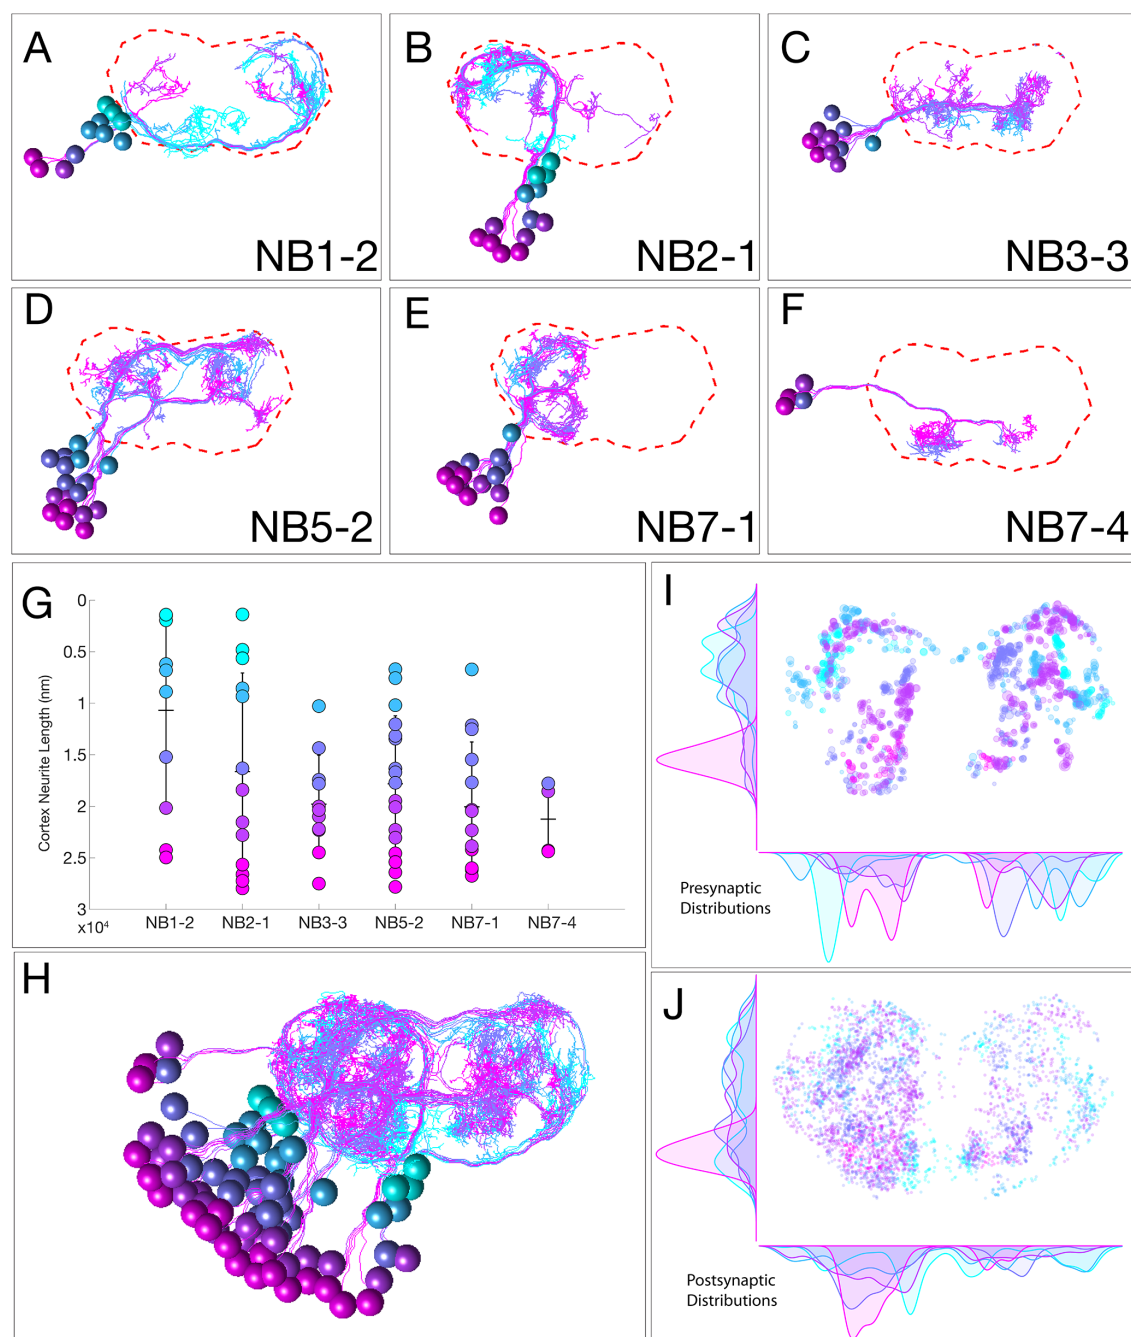 A
NB1-2
B
NB2-1
C
NB3-3
D
NB5-2
E
NB7-1
F
NB7-4
G
Cortex Neurite Length (nm)
0
0.5
1
1.5
2
2.5
3
x10⁴
NB1-2 NB2-1 NB3-3 NB5-2 NB7-1 NB7-4
H
I
Presynaptic
Distributions
J
Postsynaptic
Distributions